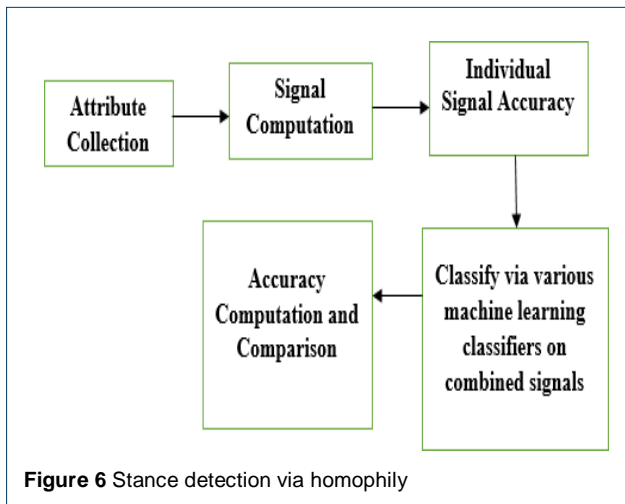 Attribute
Collection
Signal
Computation
Individual
Signal Accuracy
Classify via various
machine learning
classifiers on
combined signals
Accuracy
Computation and
Comparison
Figure 6 Stance detection via homophily